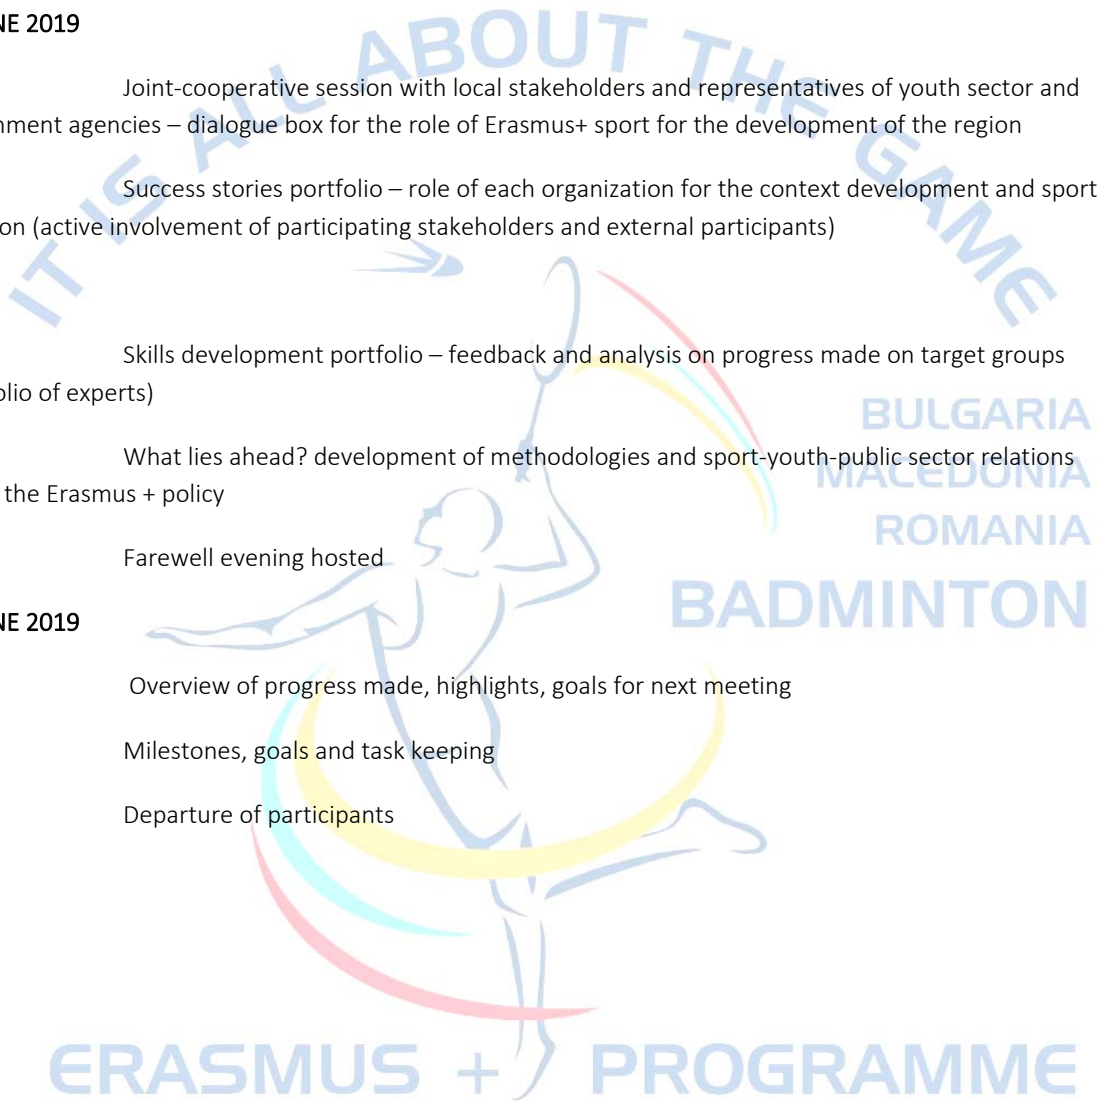 NE 2019
IT IS ALL ABOUT THE GAME
Joint-cooperative session with local stakeholders and representatives of youth sector and
nment agencies – dialogue box for the role of Erasmus+ sport for the development of the region
Success stories portfolio – role of each organization for the context development and sport
on (active involvement of participating stakeholders and external participants)
Skills development portfolio – feedback and analysis on progress made on target groups
olio of experts)
BULGARIA
What lies ahead? development of methodologies and sport-youth-public sector relations
MACEDONIA
the Erasmus + policy
ROMANIA
Farewell evening hosted
BADMINTON
NE 2019
Overview of progress made, highlights, goals for next meeting
Milestones, goals and task keeping
Departure of participants
ERASMUS + PROGRAMME